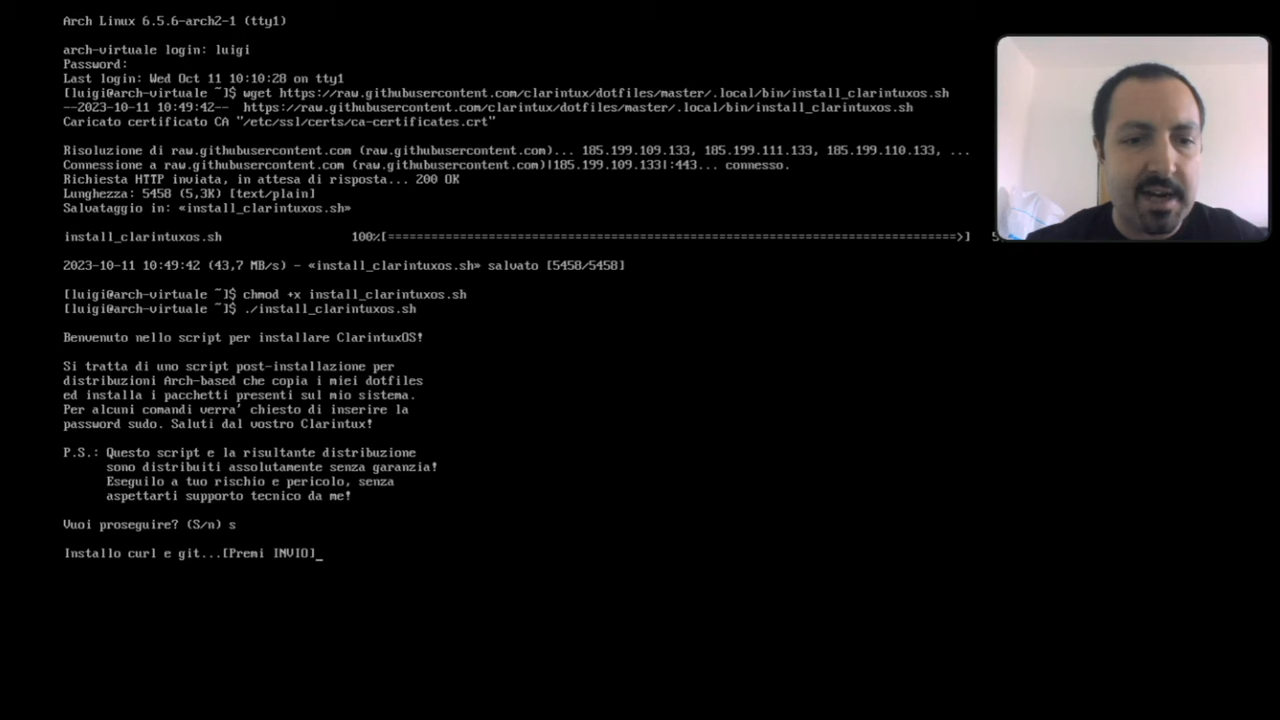 Arch Linux 6.5.6-arch2-1 (tty1)
arch-virtuale login: luigi
Password:
Last login: Wed Oct 11 10:10:28 on tty1
[luigi@arch-virtuale ~]$ wget https://raw.githubusercontent.com/clarintux/dotfiles/master/.local/bin/install_clarintuxos.sh
--2023-10-11 10:49:42--  https://raw.githubusercontent.com/clarintux/dotfiles/master/.local/bin/install_clarintuxos.sh
Caricato certificato CA "/etc/ssl/certs/ca-certificates.crt"
Risoluzione di raw.githubusercontent.com (raw.githubusercontent.com)... 185.199.109.133, 185.199.111.133, 185.199.110.133, ...
Connessione a raw.githubusercontent.com (raw.githubusercontent.com)|185.199.109.133|:443... connesso.
Richiesta HTTP inviata, in attesa di risposta... 200 OK
Lunghezza: 5458 (5,3K) [text/plain]
Salvataggio in: «install_clarintuxos.sh»
install_clarintuxos.sh 100%[===============================================================================>]
2023-10-11 10:49:42 (43,7 MB/s) - «install_clarintuxos.sh» salvato [5458/5458]
[luigi@arch-virtuale ~]$ chmod +x install_clarintuxos.sh
[luigi@arch-virtuale ~]$ ./install_clarintuxos.sh
Benvenuto nello script per installare ClarintuxOS!
Si tratta di uno script post-installazione per
distribuzioni Arch-based che copia i miei dotfiles
ed installa i pacchetti presenti sul mio sistema.
Per alcuni comandi verra' chiesto di inserire la
password sudo. Saluti dal vostro Clarintux!
P.S.: Questo script e la risultante distribuzione
sono distribuiti assolutamente senza garanzia!
Eseguilo a tuo rischio e pericolo, senza
aspettarti supporto tecnico da me!
Vuoi proseguire? (S/n) s
Installo curl e git...[Premi INVIO]_